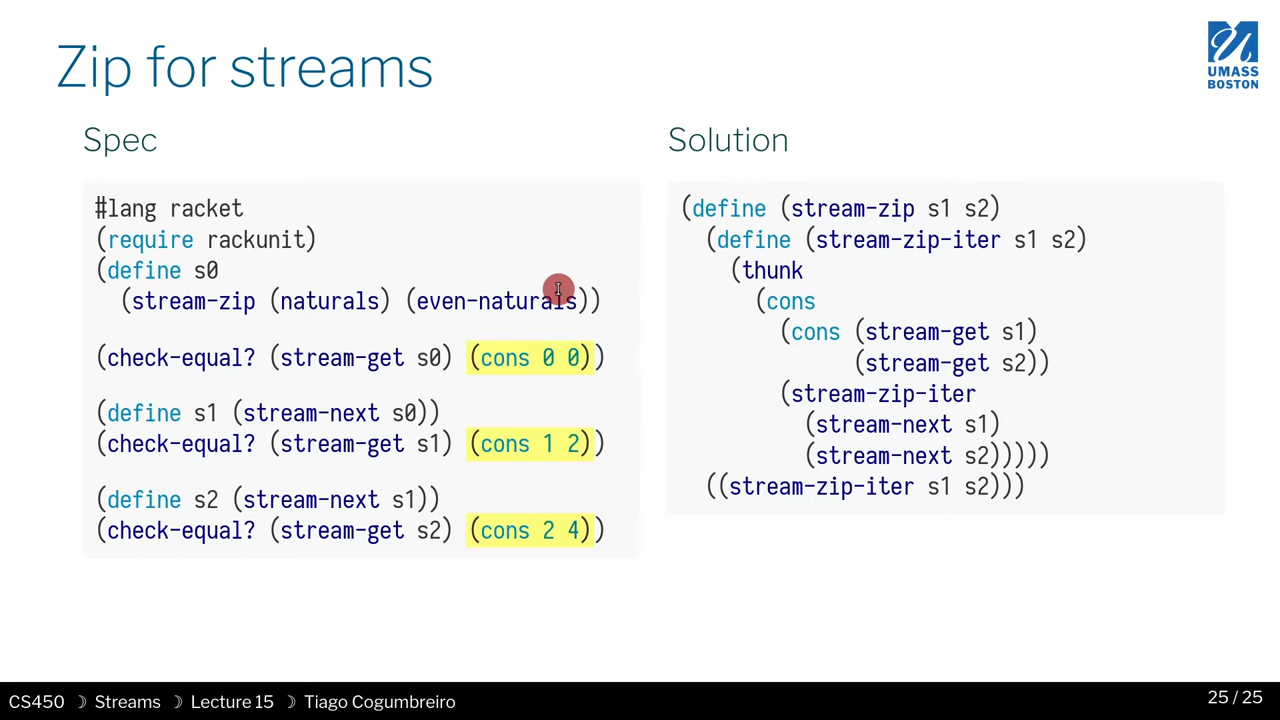 Zip for streams
UMASS
BOSTON
Spec
#lang racket
(require rackunit)
(define s0
  (stream-zip (naturals) (even-naturals))
(check-equal? (stream-get s0) (cons 0 0))
(define s1 (stream-next s0))
(check-equal? (stream-get s1) (cons 1 2))
(define s2 (stream-next s1))
(check-equal? (stream-get s2) (cons 2 4))
Solution
(define (stream-zip s1 s2)
  (define (stream-zip-iter s1 s2)
    (thunk
      (cons
        (cons (stream-get s1)
              (stream-get s2))
        (stream-zip-iter
          (stream-next s1)
          (stream-next s2)))))
  ((stream-zip-iter s1 s2)))
CS450 ☽ Streams ☽ Lecture 15 ☽ Tiago Cogumbreiro
25 / 25